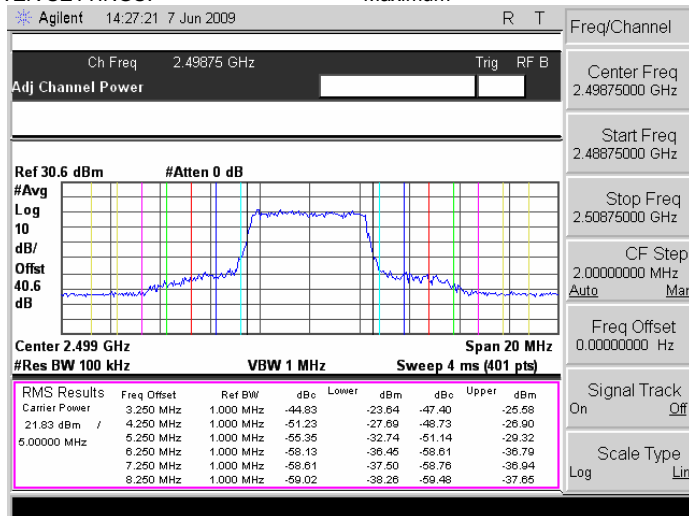 Maximum
Agilent 14:27:21 7 Jun 2009 R T
Freq/Channel
Ch Freq 2.49875 GHz Trig RF B
Adj Channel Power
Center Freq
2.49875000 GHz
Start Freq
2.48875000 GHz
Stop Freq
2.50875000 GHz
CF Step
2.00000000 MHz
Auto Man
Freq Offset
0.00000000 Hz
Signal Track
On Off
Scale Type
Log Lin
Ref 30.6 dBm #Atten 0 dB
#Avg
Log
10
dB/
Offst
40.6
dB
Center 2.499 GHz Span 20 MHz
#Res BW 100 kHz VBW 1 MHz Sweep 4 ms (401 pts)
RMS Results Freq Offset Ref BW dBc Lower dBm dBc Upper dBm
Carrier Power 3.250 MHz 1.000 MHz -44.83 -23.64 -47.40 -25.58
21.83 dBm / 4.250 MHz 1.000 MHz -51.23 -27.69 -48.73 -26.90
5.00000 MHz 5.250 MHz 1.000 MHz -55.35 -32.74 -51.14 -29.32
6.250 MHz 1.000 MHz -58.13 -36.45 -58.61 -36.79
7.250 MHz 1.000 MHz -58.61 -37.50 -58.76 -36.94
8.250 MHz 1.000 MHz -59.02 -38.26 -59.48 -37.65